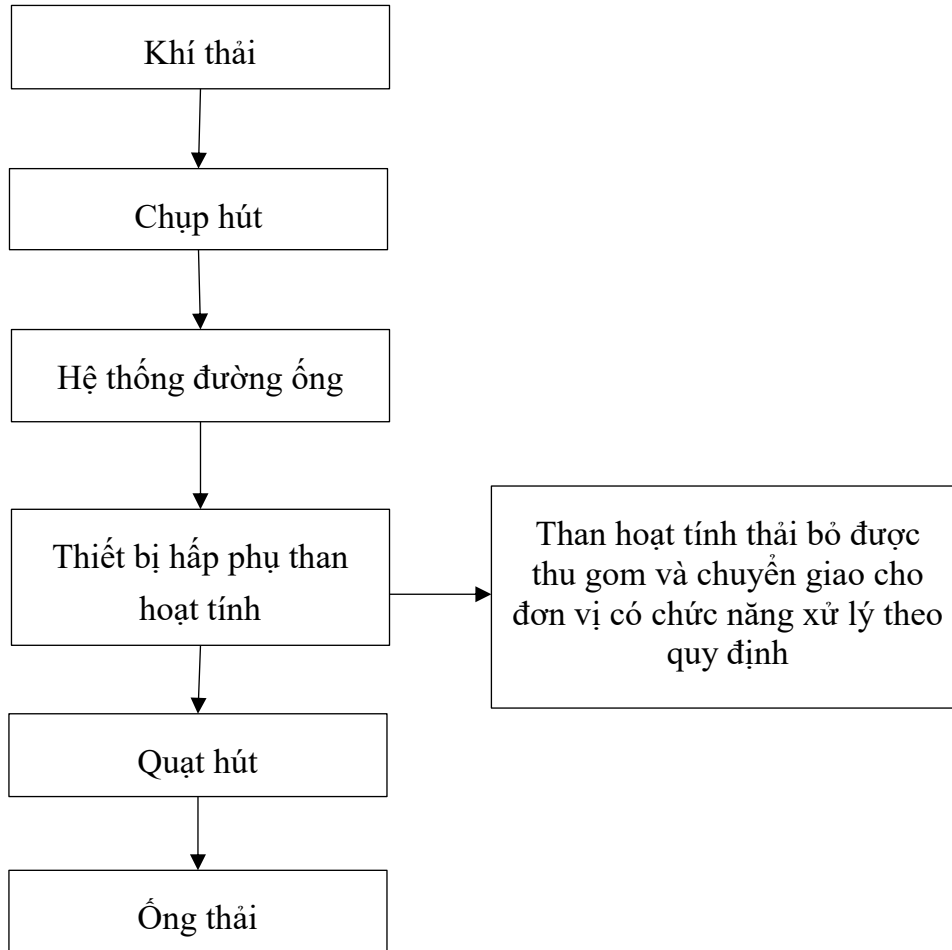 Khí thải
Chụp hút
Hệ thống đường ống
Thiết bị hấp phụ than
hoạt tính
Than hoạt tính thải bỏ được
thu gom và chuyển giao cho
đơn vị có chức năng xử lý theo
quy định
Quạt hút
Ống thải